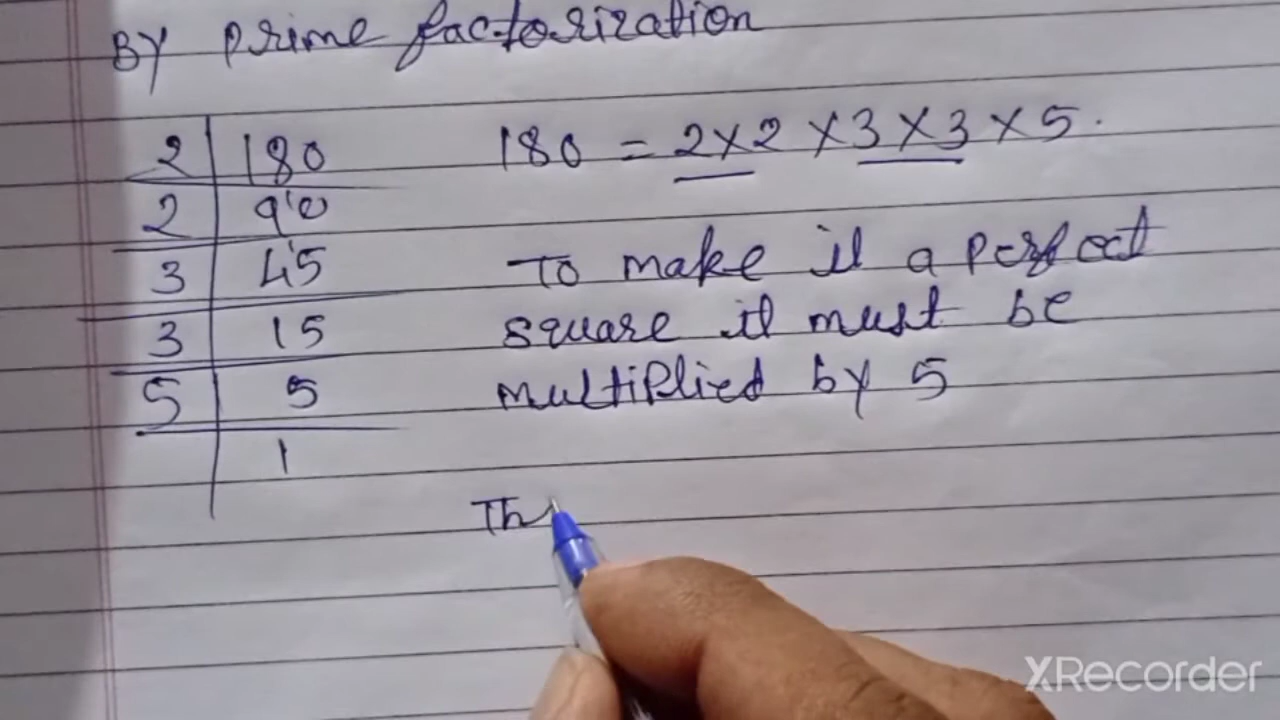 By prime factorization
2 | 180
2 | 90
3 | 45
3 | 15
5 | 5
1
180 = 2×2 × 3×3 × 5.
To make it a perfect
square it must be
multiplied by 5
Th
XRecorder